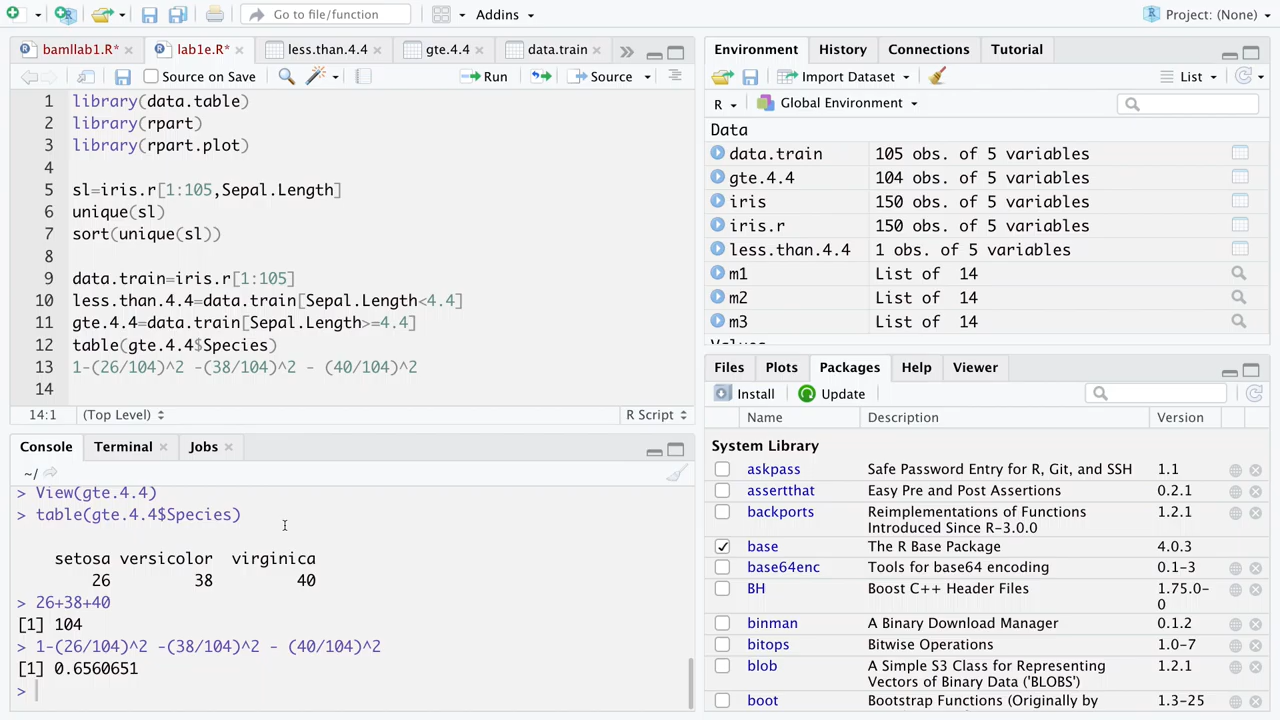 Go to file/function
Addins
Project: (None)
bamllab1.R*
lab1e.R*
less.than.4.4
gte.4.4
data.train
Source on Save
Run
Source
1 library(data.table)
2 library(rpart)
3 library(rpart.plot)
4
5 sl=iris.r[1:105,Sepal.Length]
6 unique(sl)
7 sort(unique(sl))
8
9 data.train=iris.r[1:105]
10 less.than.4.4=data.train[Sepal.Length<4.4]
11 gte.4.4=data.train[Sepal.Length>=4.4]
12 table(gte.4.4$Species)
13 1-(26/104)^2 -(38/104)^2 - (40/104)^2
14
14:1 (Top Level) R Script
Console Terminal Jobs
~/
> View(gte.4.4)
> table(gte.4.4$Species)
setosa versicolor virginica
26 38 40
> 26+38+40
[1] 104
> 1-(26/104)^2 -(38/104)^2 - (40/104)^2
[1] 0.6560651
>
Environment History Connections Tutorial
Import Dataset List
R Global Environment
Data
data.train 105 obs. of 5 variables
gte.4.4 104 obs. of 5 variables
iris 150 obs. of 5 variables
iris.r 150 obs. of 5 variables
less.than.4.4 1 obs. of 5 variables
m1 List of 14
m2 List of 14
m3 List of 14
Values
Files Plots Packages Help Viewer
Install Update
Name Description Version
System Library
askpass Safe Password Entry for R, Git, and SSH 1.1
assertthat Easy Pre and Post Assertions 0.2.1
backports Reimplementations of Functions 1.2.1
Introduced Since R-3.0.0
base The R Base Package 4.0.3
base64enc Tools for base64 encoding 0.1-3
BH Boost C++ Header Files 1.75.0-
0
binman A Binary Download Manager 0.1.2
bitops Bitwise Operations 1.0-7
blob A Simple S3 Class for Representing 1.2.1
Vectors of Binary Data ('BLOBS')
boot Bootstrap Functions (Originally by 1.3-25